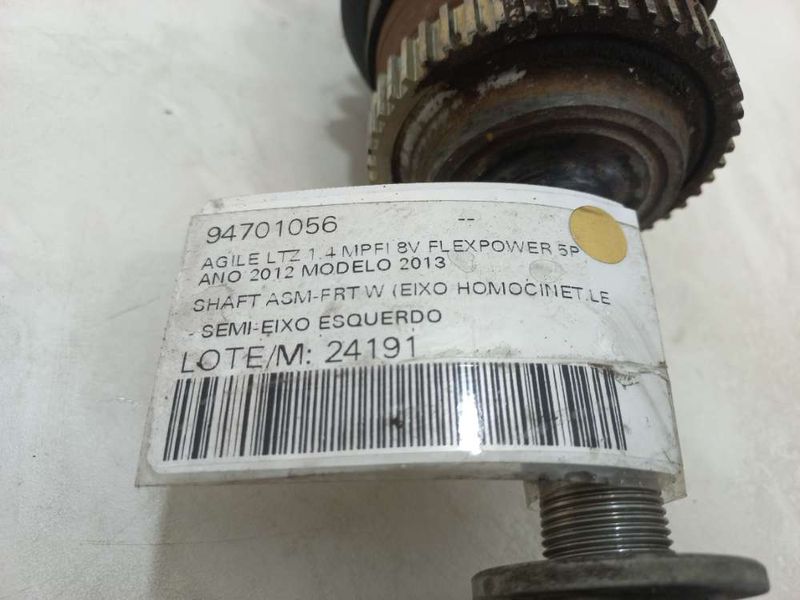 94701056 --
AGILE LTZ 1.4 MPFI 8V FLEXPOWER 5P
ANO 2012 MODELO 2013
SHAFT ASM-FRT W (EIXO HOMOCINET.LE
- SEMI-EIXO ESQUERDO
LOTE/M: 24191